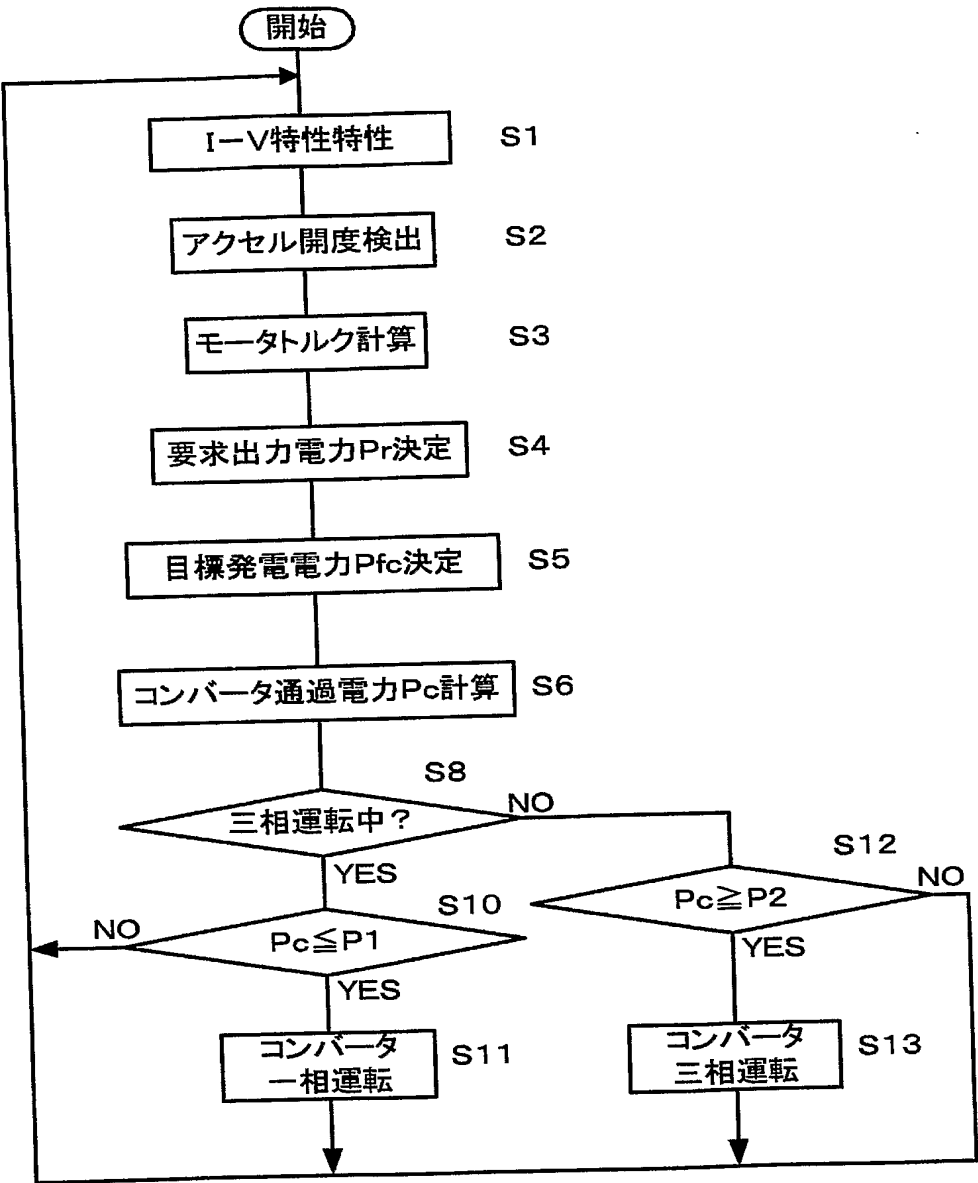 開始
I－V特性特性
S1
アクセル開度検出
S2
モータトルク計算
S3
要求出力電力Pr決定
S4
目標発電電力Pfc決定
S5
コンバータ通過電力Pc計算
S6
S8
三相運転中？
NO
YES
S12
Pc≧P2
NO
YES
S10
NO
Pc≦P1
YES
コンバータ
一相運転
S11
コンバータ
三相運転
S13